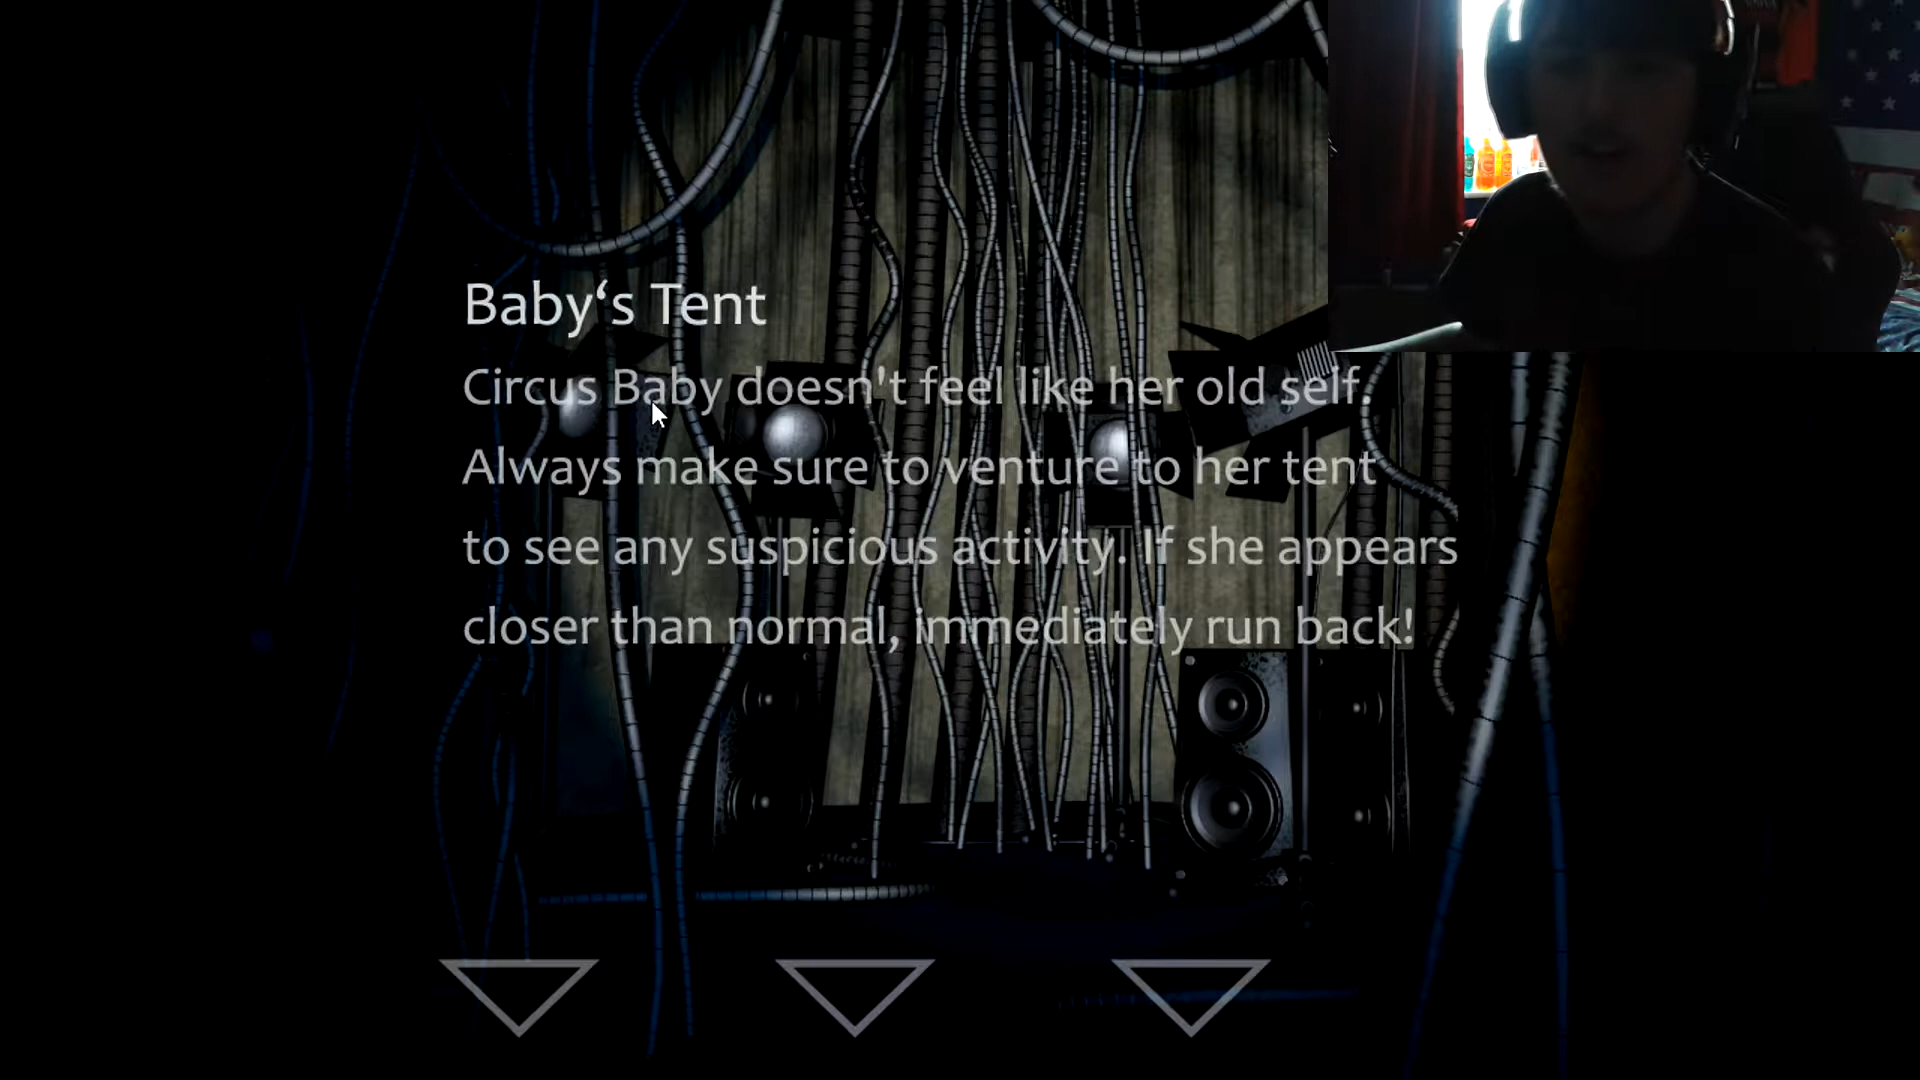 Baby‘s Tent
Circus Baby doesn't feel like her old self.
Always make sure to venture to her tent
to see any suspicious activity. If she appears
closer than normal, immediately run back!